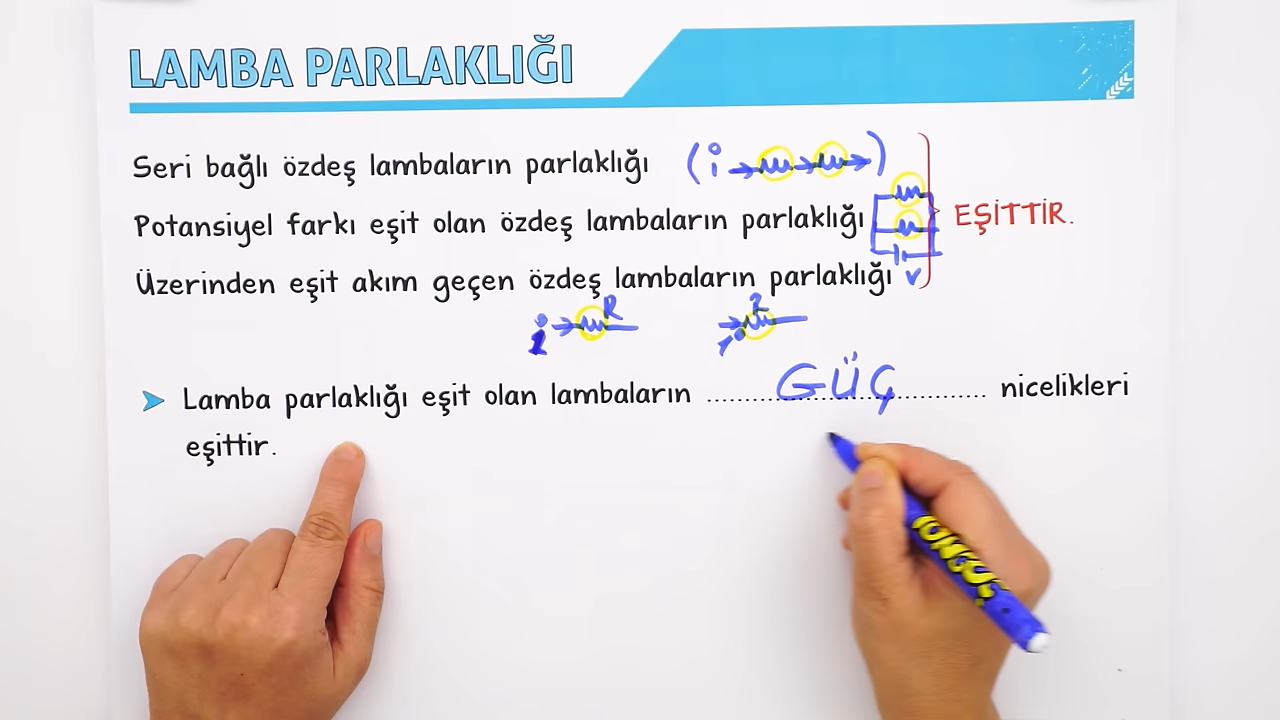 LAMBA PARLAKLIĞI
Seri bağlı özdeş lambaların parlaklığı (i )
Potansiyel farkı eşit olan özdeş lambaların parlaklığı EŞİTTİR.
Üzerinden eşit akım geçen özdeş lambaların parlaklığı V
i R R i
Lamba parlaklığı eşit olan lambaların GÜÇ nicelikleri
eşittir.